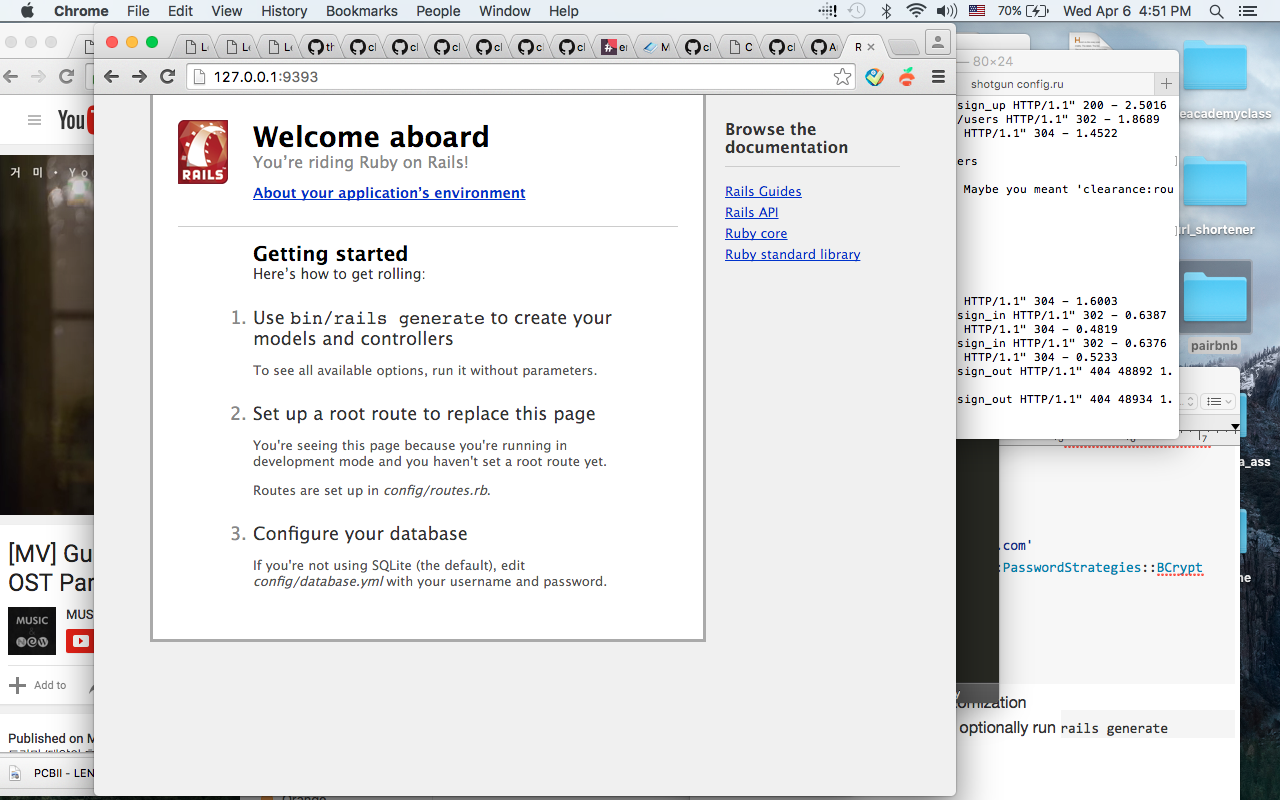 Chrome File Edit View History Bookmarks People Window Help 70% Wed Apr 6 4:51 PM
127.0.0.1:9393
RAILS
Welcome aboard
You’re riding Ruby on Rails!
About your application’s environment
Getting started
Here’s how to get rolling:
1. Use bin/rails generate to create your
models and controllers
To see all available options, run it without parameters.
2. Set up a root route to replace this page
You're seeing this page because you're running in
development mode and you haven't set a root route yet.
Routes are set up in config/routes.rb.
3. Configure your database
If you're not using SQLite (the default), edit
config/database.yml with your username and password.
Browse the
documentation
Rails Guides
Rails API
Ruby core
Ruby standard library
— 80×24
shotgun config.ru
sign_up HTTP/1.1" 200 - 2.5016
/users HTTP/1.1" 302 - 1.8689
HTTP/1.1" 304 - 1.4522
ers
Maybe you meant 'clearance:rou
HTTP/1.1" 304 - 1.6003
sign_in HTTP/1.1" 302 - 0.6387
HTTP/1.1" 304 - 0.4819
sign_in HTTP/1.1" 302 - 0.6376
HTTP/1.1" 304 - 0.5233
sign_out HTTP/1.1" 404 48892 1.
sign_out HTTP/1.1" 404 48934 1.
eacademyclass
url_shortener
pairbnb
a_ass
me
7
.com'
:PasswordStrategies::BCrypt
omization
optionally run rails generate
You
거 미 • Yo
[MV] Gu
OST Par
MUSIC
NEW
MUS
Add to
Published on M
PCBII - LEN
Orange